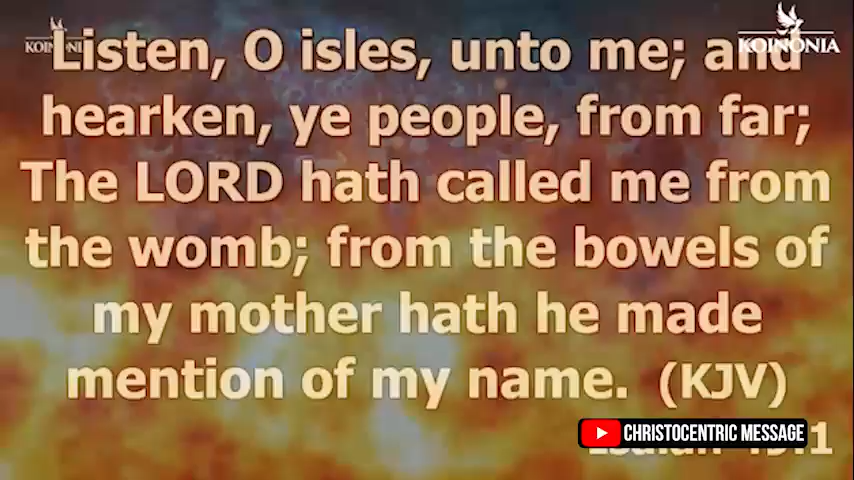 KOINONIA
Listen, O isles, unto me; and
hearken, ye people, from far;
The LORD hath called me from
the womb; from the bowels of
my mother hath he made
mention of my name. (KJV)
CHRISTOCENTRIC MESSAGE